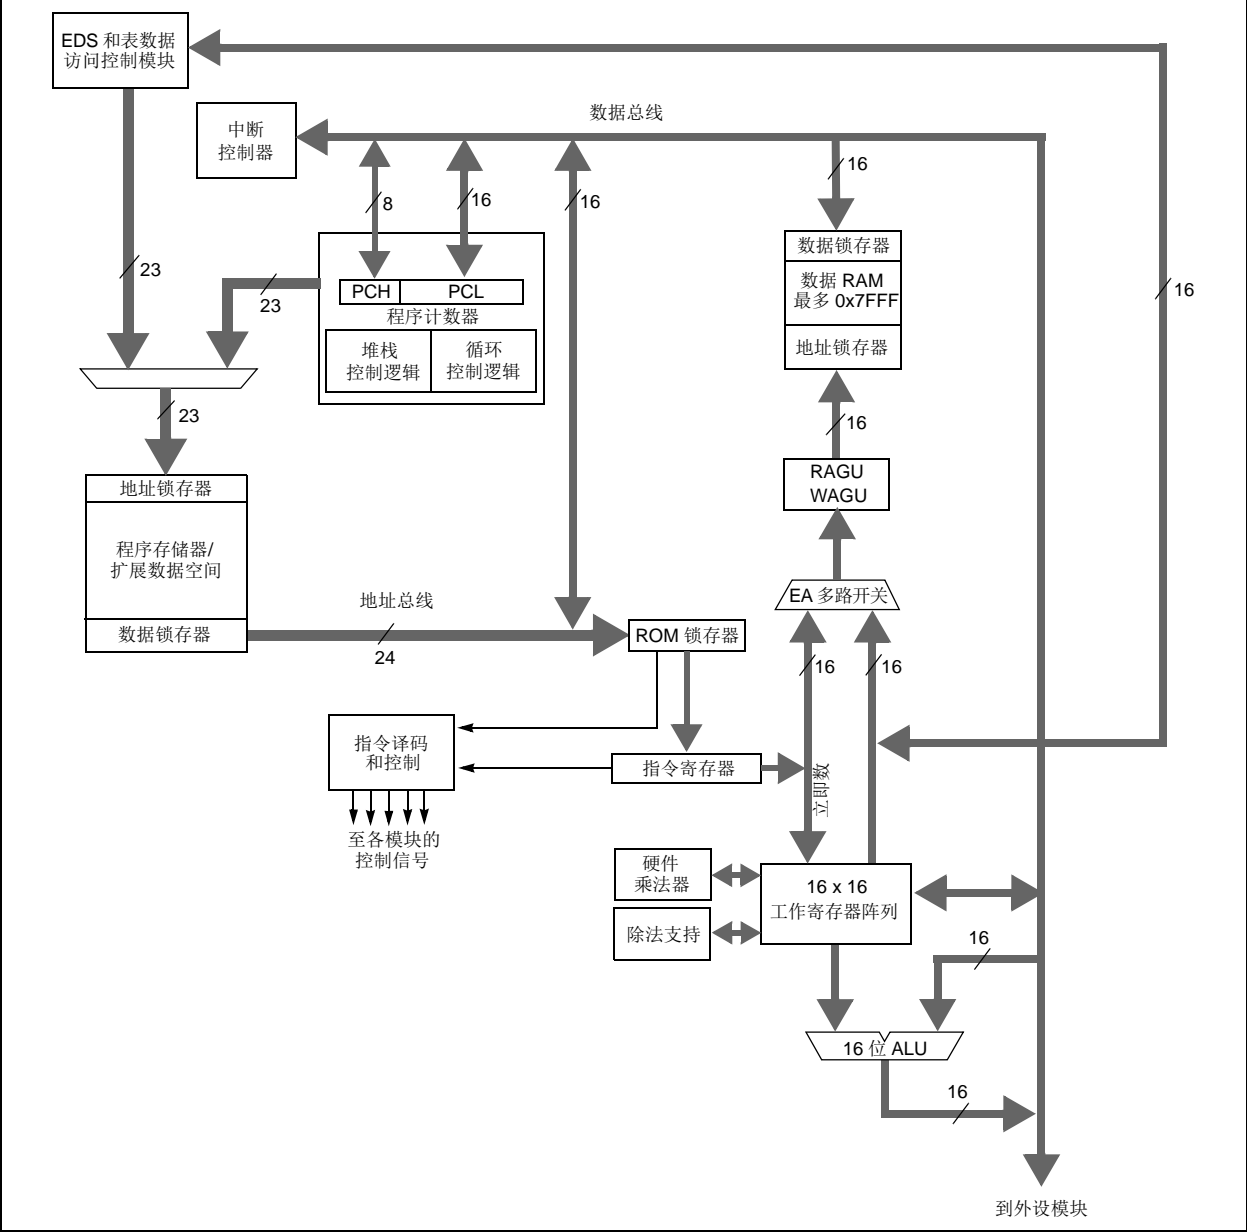 EDS 和表数据
访问控制模块
数据总线
中断
控制器
16
8
16
16
23
23
16
数据锁存器
数据 RAM
最多 0x7FFF
地址锁存器
PCH
PCL
程序计数器
堆栈
控制逻辑
循环
控制逻辑
23
16
RAGU
WAGU
地址锁存器
程序存储器/
扩展数据空间
数据锁存器
地址总线
24
EA 多路开关
ROM 锁存器
16
16
指令译码
和控制
指令寄存器
立即数
至各模块的
控制信号
硬件
乘法器
16 x 16
工作寄存器阵列
除法支持
16
16 位 ALU
16
到外设模块